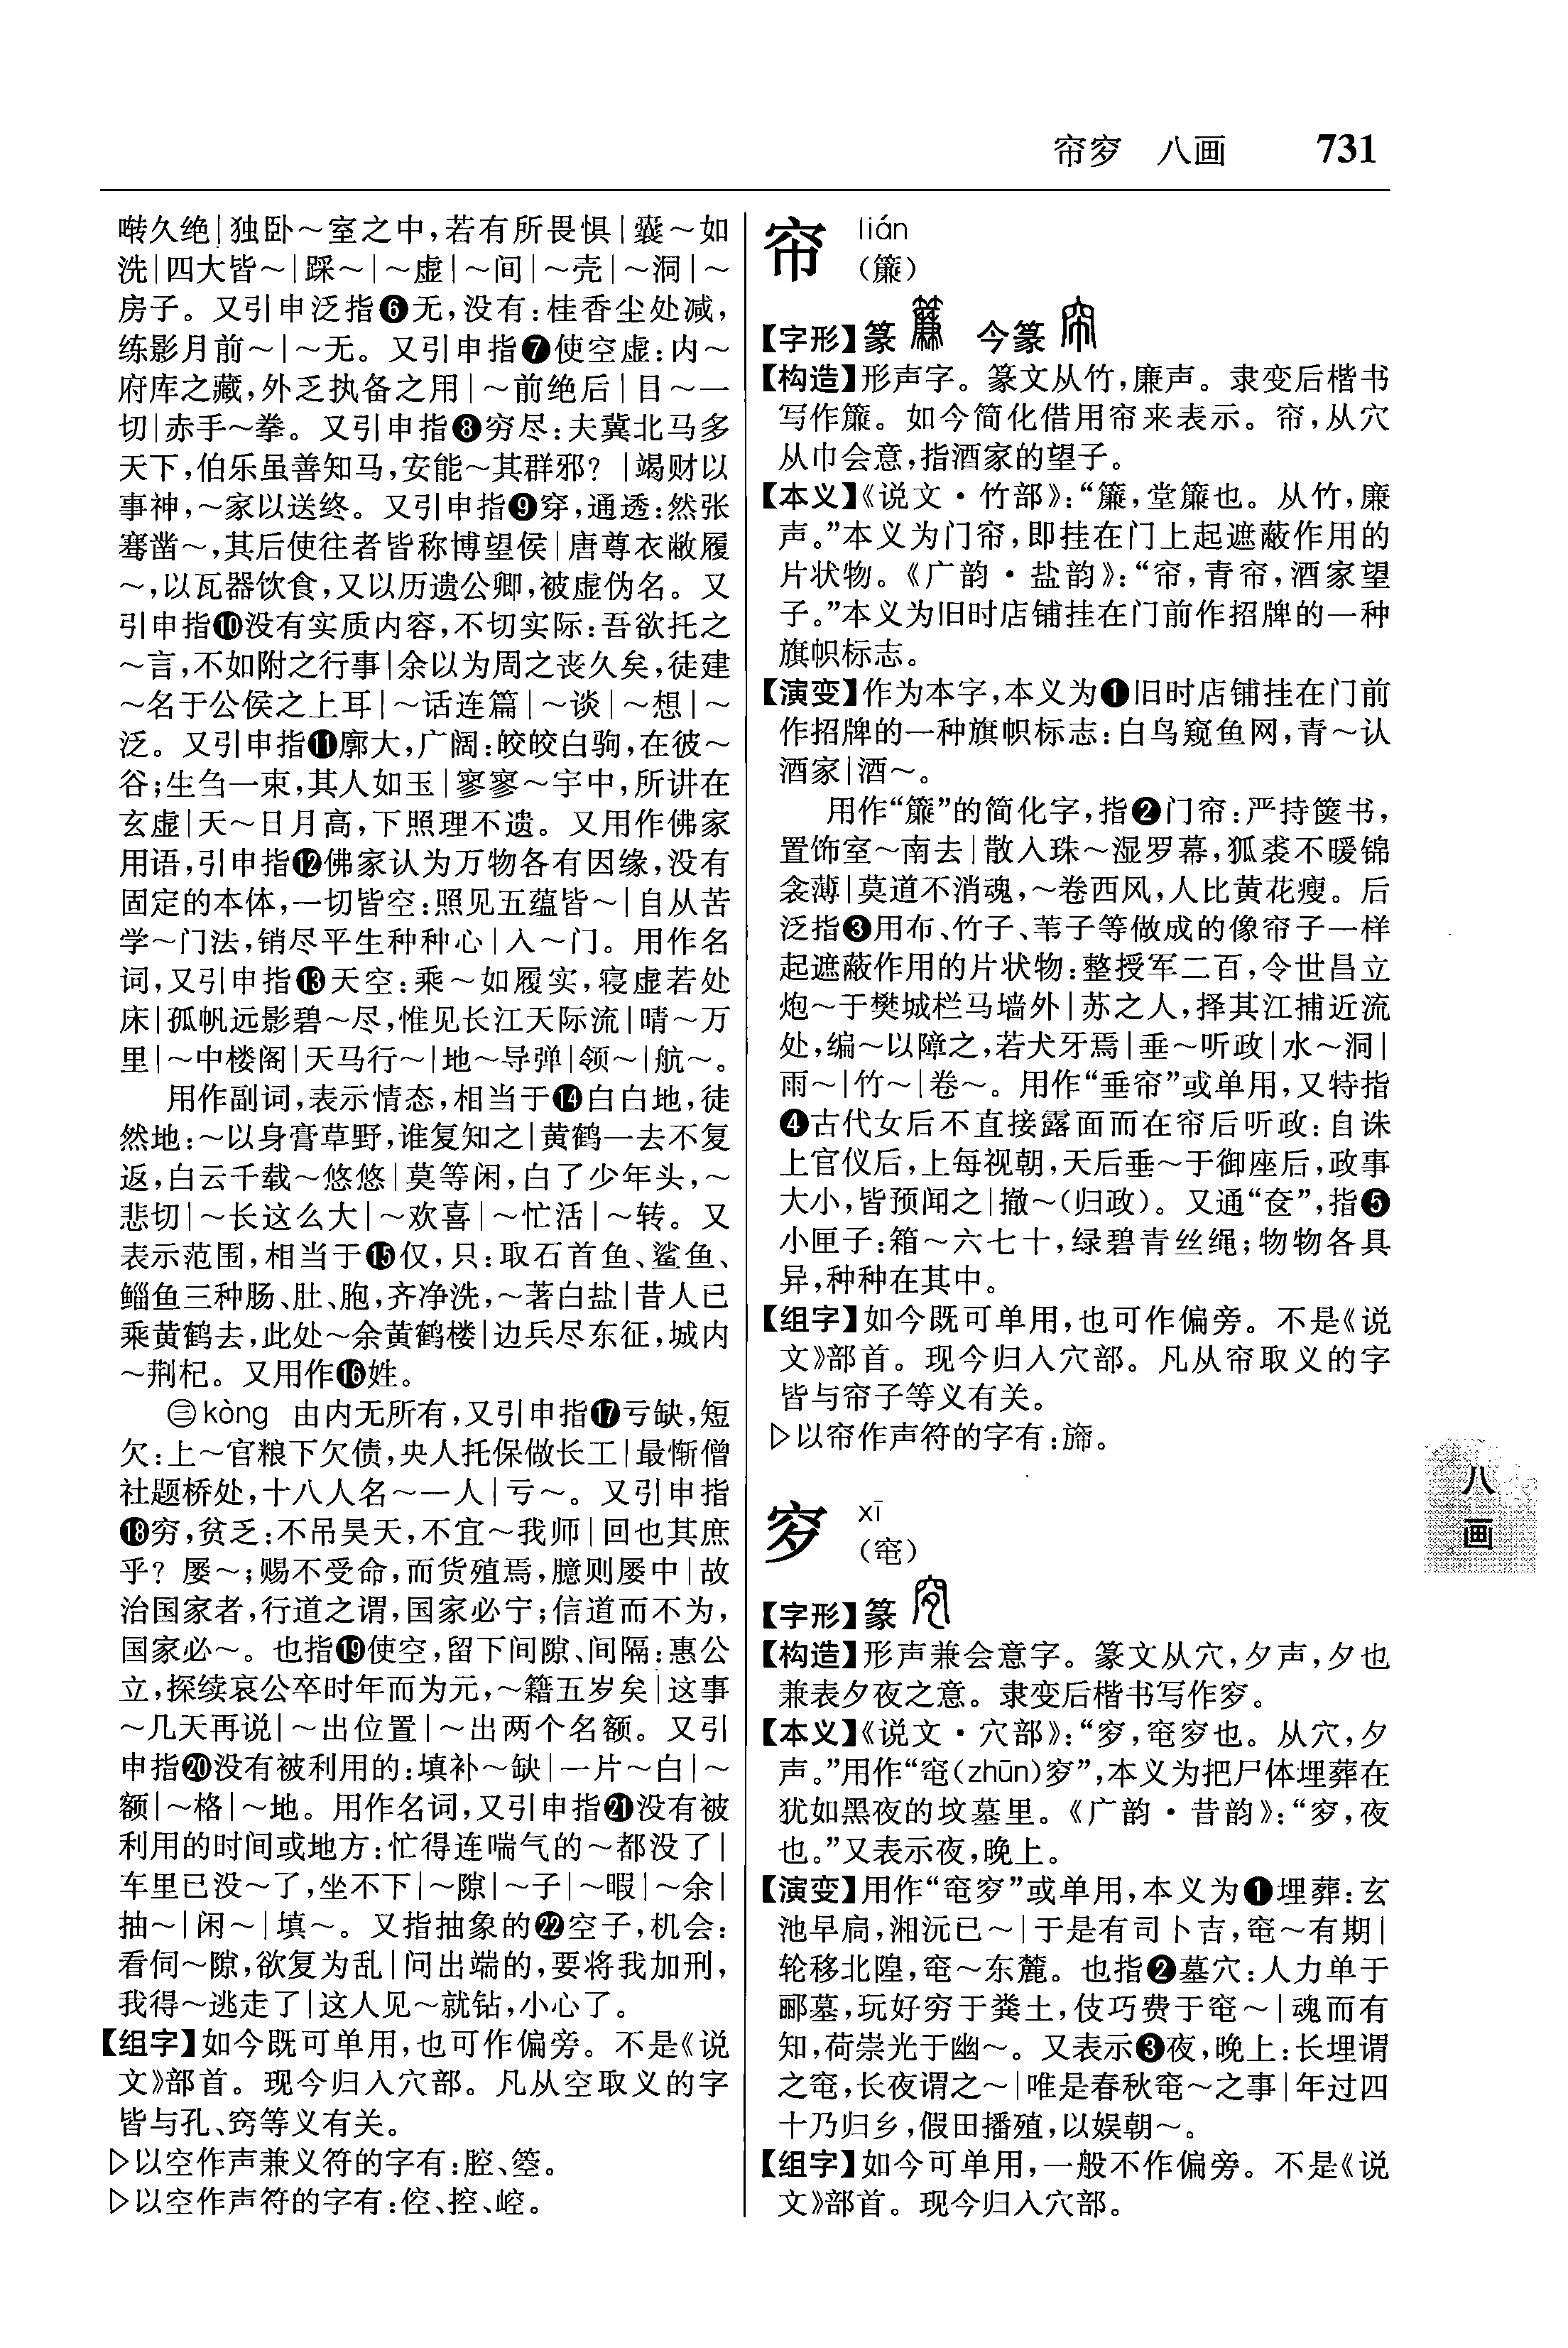 帘穸　八画　731
啭久绝|独卧～室之中,若有所畏惧|囊～如
洗|四大皆～|踩～|～虚|～间|～壳|～洞|～
房子。又引申泛指❻无,没有:桂香尘处减,
练影月前～|～无。又引申指❼使空虚:内～
府库之藏,外乏执备之用|～前绝后|目～一
切|赤手～拳。又引申指❽穷尽:夫冀北马多
天下,伯乐虽善知马,安能～其群邪?|竭财以
事神,～家以送终。又引申指❾穿,通透:然张
骞凿～,其后使往者皆称博望侯|唐尊衣敝履
～,以瓦器饮食,又以历遗公卿,被虚伪名。又
引申指❿没有实质内容,不切实际:吾欲托之
～言,不如附之行事|余以为周之丧久矣,徒建
～名于公侯之上耳|～话连篇|～谈|～想|～
泛。又引申指⓫廓大,广阔:皎皎白驹,在彼～
谷;生刍一束,其人如玉|寥寥～宇中,所讲在
玄虚|天～日月高,下照理不遗。又用作佛家
用语,引申指⓬佛家认为万物各有因缘,没有
固定的本体,一切皆空:照见五蕴皆～|自从苦
学～门法,销尽平生种种心|入～门。用作名
词,又引申指⓭天空:乘～如履实,寝虚若处
床|孤帆远影碧～尽,惟见长江天际流|晴～万
里|～中楼阁|天马行～|地～导弹|领～|航～。
用作副词,表示情态,相当于⓮白白地,徒
然地:～以身膏草野,谁复知之|黄鹤一去不复
返,白云千载～悠悠|莫等闲,白了少年头,～
悲切|～长这么大|～欢喜|～忙活|～转。又
表示范围,相当于⓯仅,只:取石首鱼、鲨鱼、
鲻鱼三种肠、肚、胞,齐净洗,～著白盐|昔人已
乘黄鹤去,此处～余黄鹤楼|边兵尽东征,城内
～荆杞。又用作⓰姓。
㊂kòng　由内无所有,又引申指⓱亏缺,短
欠:上～官粮下欠债,央人托保做长工|最惭僧
社题桥处,十八人名～一人|亏～。又引申指
⓲穷,贫乏:不吊昊天,不宜～我师|回也其庶
乎?屡～;赐不受命,而货殖焉,臆则屡中|故
治国家者,行道之谓,国家必宁;信道而不为,
国家必～。也指⓳使空,留下间隙、间隔:惠公
立,探续哀公卒时年而为元,～籍五岁矣|这事
～几天再说|～出位置|～出两个名额。又引
申指⓴没有被利用的:填补～缺|一片～白|～
额|～格|～地。用作名词,又引申指㉑没有被
利用的时间或地方:忙得连喘气的～都没了|
车里已没～了,坐不下|～隙|～子|～暇|～余|
抽～|闲～|填～。又指抽象的㉒空子,机会:
看伺～隙,欲复为乱|问出端的,要将我加刑,
我得～逃走了|这人见～就钻,小心了。
【组字】如今既可单用,也可作偏旁。不是《说
文》部首。现今归入穴部。凡从空取义的字
皆与孔、窍等义有关。
▷以空作声兼义符的字有:腔、箜。
▷以空作声符的字有:倥、控、崆。
帘　lián
(簾)
【字形】篆　今篆
【构造】形声字。篆文从竹,廉声。隶变后楷书
写作簾。如今简化借用帘来表示。帘,从穴
从巾会意,指酒家的望子。
【本义】《说文·竹部》:“簾,堂簾也。从竹,廉
声。”本义为门帘,即挂在门上起遮蔽作用的
片状物。《广韵·盐韵》:“帘,青帘,酒家望
子。”本义为旧时店铺挂在门前作招牌的一种
旗帜标志。
【演变】作为本字,本义为❶旧时店铺挂在门前
作招牌的一种旗帜标志:白鸟窥鱼网,青～认
酒家|酒～。
用作“簾”的简化字,指❷门帘:严持箧书,
置饰室～南去|散入珠～湿罗幕,狐裘不暖锦
衾薄|莫道不消魂,～卷西风,人比黄花瘦。后
泛指❸用布、竹子、苇子等做成的像帘子一样
起遮蔽作用的片状物:整授军二百,令世昌立
炮～于樊城栏马墙外|苏之人,择其江捕近流
处,编～以障之,若犬牙焉|垂～听政|水～洞|
雨～|竹～|卷～。用作“垂帘”或单用,又特指
❹古代女后不直接露面而在帘后听政:自诛
上官仪后,上每视朝,天后垂～于御座后,政事
大小,皆预闻之|撤～(归政)。又通“奁”,指❺
小匣子:箱～六七十,绿碧青丝绳;物物各具
异,种种在其中。
【组字】如今既可单用,也可作偏旁。不是《说
文》部首。现今归入穴部。凡从帘取义的字
皆与帘子等义有关。
▷以帘作声符的字有:㡘。
穸　xī
(窀)
【字形】篆
【构造】形声兼会意字。篆文从穴,夕声,夕也
兼表夕夜之意。隶变后楷书写作穸。
【本义】《说文·穴部》:“穸,窀穸也。从穴,夕
声。”用作“窀(zhūn)穸”,本义为把尸体埋葬在
犹如黑夜的坟墓里。《广韵·昔韵》:“穸,夜
也。”又表示夜,晚上。
【演变】用作“窀穸”或单用,本义为❶埋葬:玄
池早扃,湘沅已～|于是有司卜吉,窀～有期|
轮移北隍,窀～东麓。也指❷墓穴:人力单于
郦墓,玩好穷于粪土,伎巧费于窀～|魂而有
知,荷崇光于幽～。又表示❸夜,晚上:长埋谓
之窀,长夜谓之～|唯是春秋窀～之事|年过四
十乃归乡,假田播殖,以娱朝～。
【组字】如今可单用,一般不作偏旁。不是《说
文》部首。现今归入穴部。
八画